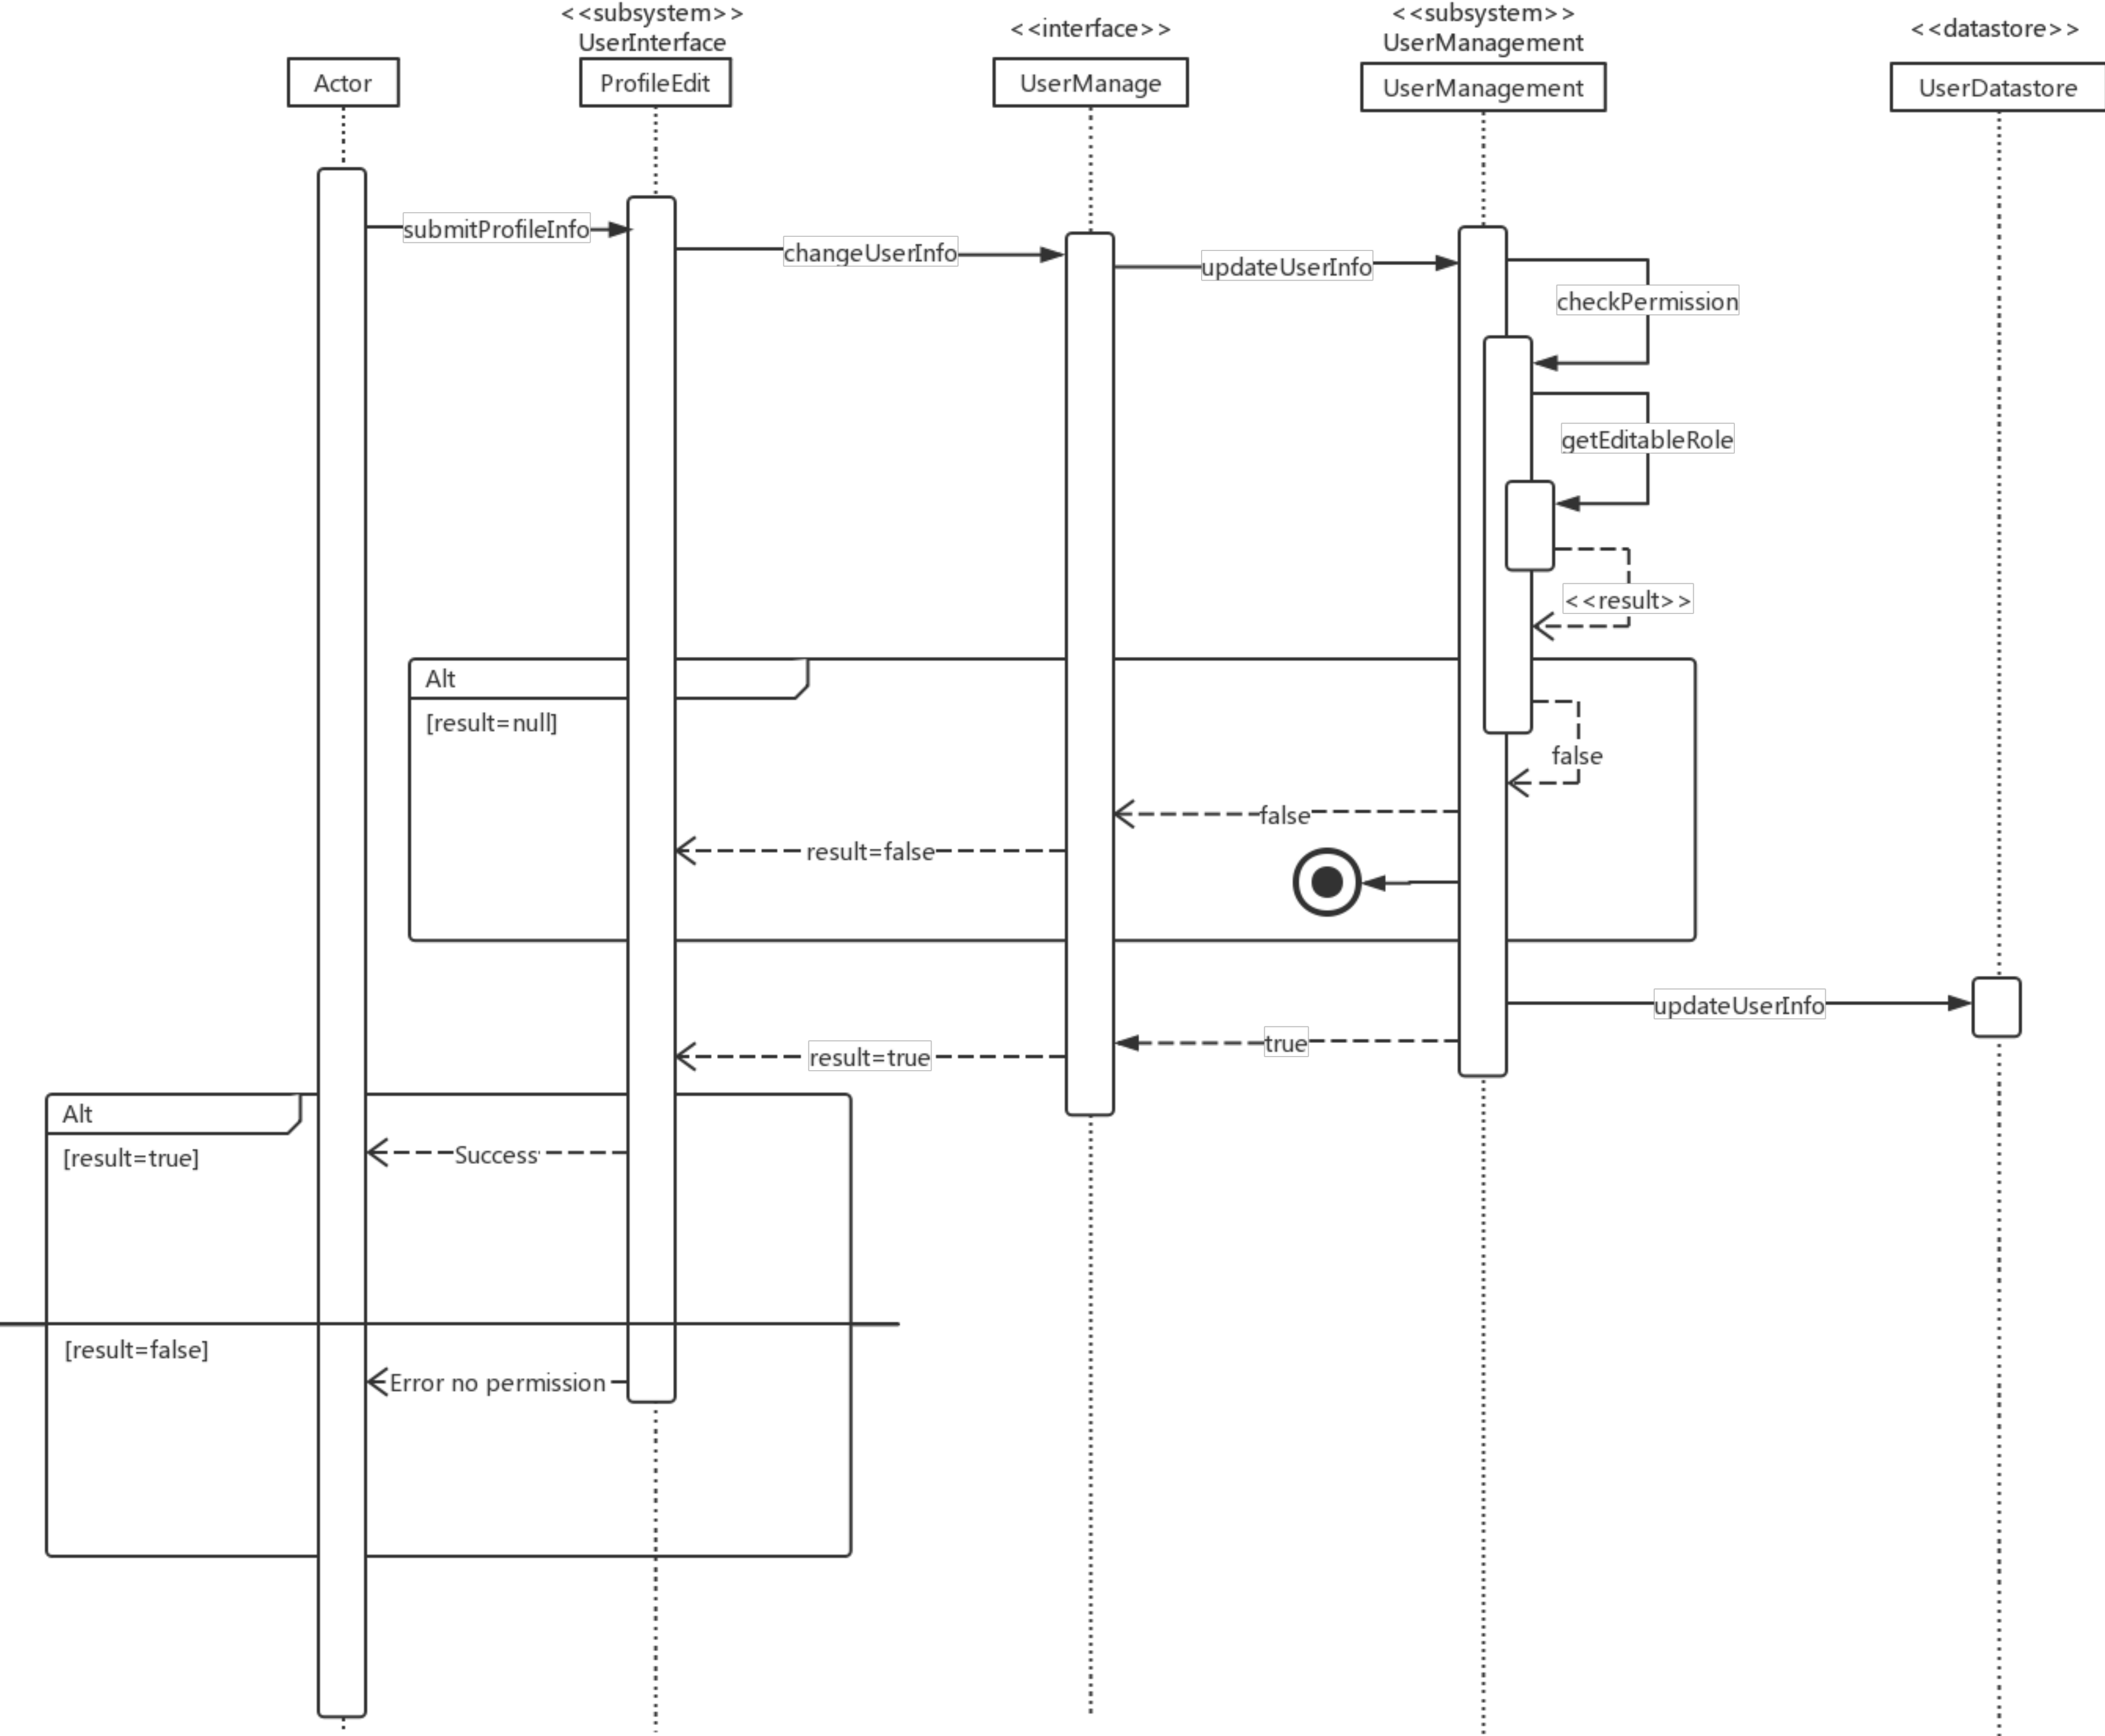 <<subsystem>>
UserInterface
ProfileEdit
<<interface>>
UserManage
<<subsystem>>
UserManagement
UserManagement
<<datastore>>
UserDatastore
Actor
submitProfileInfo
changeUserInfo
updateUserInfo
checkPermission
getEditableRole
<<result>>
Alt
[result=null]
false
false
result=false
updateUserInfo
true
result=true
Alt
[result=true]
Success
[result=false]
Error no permission